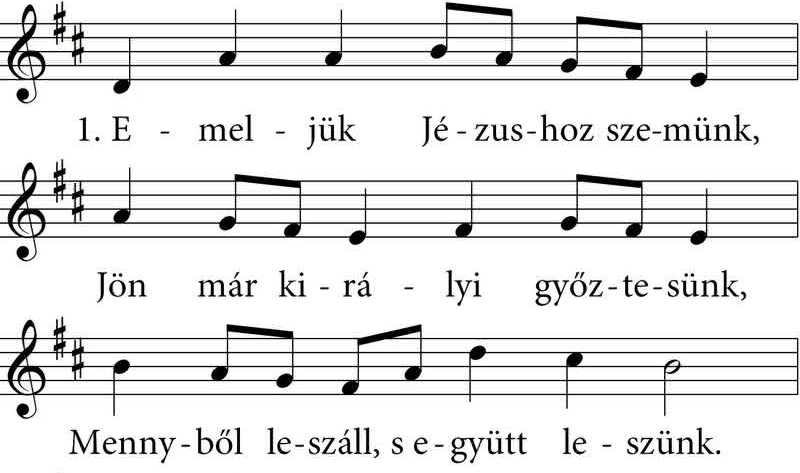 1. E - mel - jük Jé - zus - hoz sze - münk,
Jön már ki - rá - lyi győz - te - sünk,
Menny - ből le - száll, s e - gyütt le - szünk.